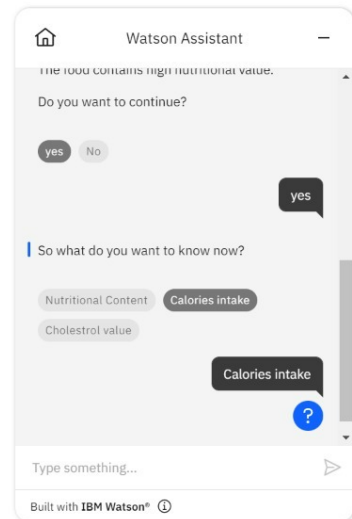 Watson Assistant
The food contains high nutritional value.
Do you want to continue?
yes No
yes
So what do you want to know now?
Nutritional Content Calories intake
Cholestrol value
Calories intake
?
Type something...
Built with IBM Watson®